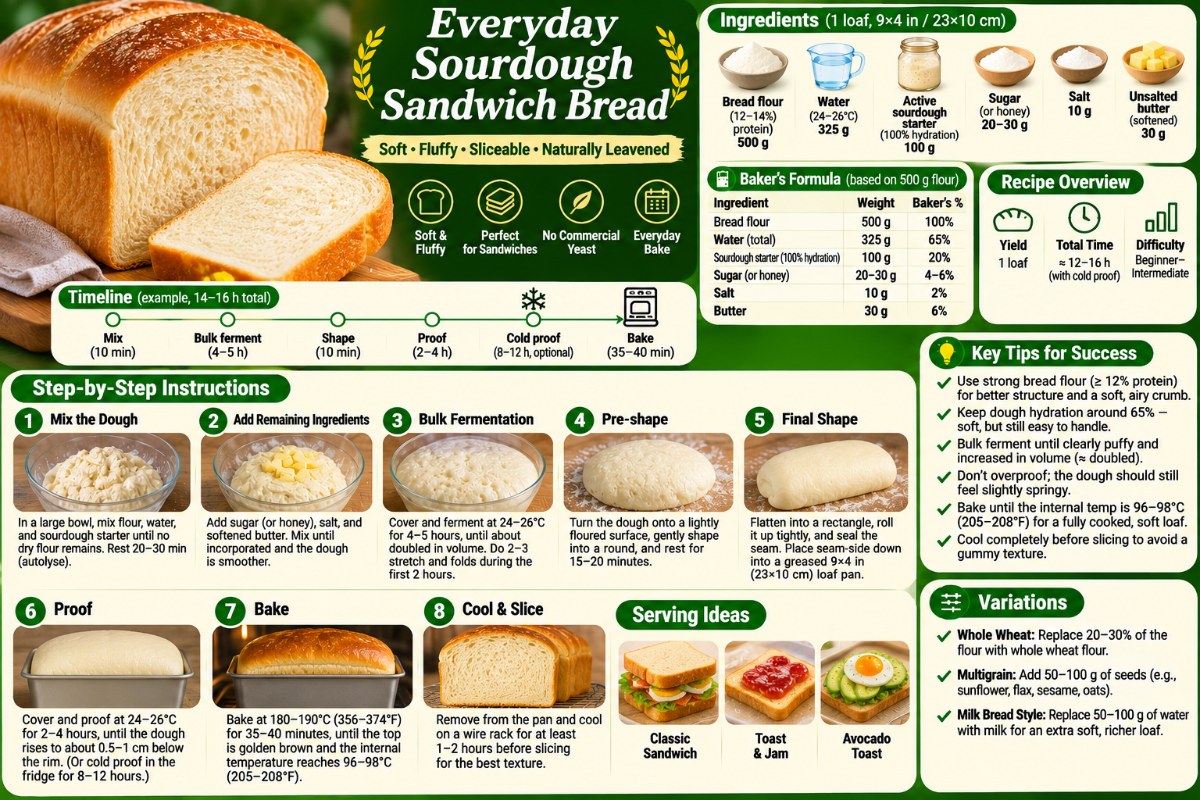 Everyday
Sourdough
Sandwich Bread
Soft • Fluffy • Sliceable • Naturally Leavened
Soft &
Fluffy
Perfect
for Sandwiches
No Commercial
Yeast
Everyday
Bake
Ingredients (1 loaf, 9×4 in / 23×10 cm)
Bread flour
(12–14%)
protein)
500 g
Water
(24–26°C)
325 g
Active
sourdough
starter
(100% hydration)
100 g
Sugar
(or honey)
20–30 g
Salt
10 g
Unsalted
butter
(softened)
30 g
Baker's Formula (based on 500 g flour)
Ingredient Weight Baker's %
Bread flour 500 g 100%
Water (total) 325 g 65%
Sourdough starter (100% hydration) 100 g 20%
Sugar (or honey) 20–30 g 4–6%
Salt 10 g 2%
Butter 30 g 6%
Recipe Overview
Yield
1 loaf
Total Time
≈ 12–16 h
(with cold proof)
Difficulty
Beginner–
Intermediate
Timeline (example, 14–16 h total)
Mix
(10 min)
Bulk ferment
(4–5 h)
Shape
(10 min)
Proof
(2–4 h)
Cold proof
(8–12 h, optional)
Bake
(35–40 min)
Step-by-Step Instructions
1 Mix the Dough
In a large bowl, mix flour, water,
and sourdough starter until no
dry flour remains. Rest 20–30 min
(autolyse).
2 Add Remaining Ingredients
Add sugar (or honey), salt, and
softened butter. Mix until
incorporated and the dough
is smoother.
3 Bulk Fermentation
Cover and ferment at 24–26°C
for 4–5 hours, until about
doubled in volume. Do 2–3
stretch and folds during the
first 2 hours.
4 Pre-shape
Turn the dough onto a lightly
floured surface, gently shape
into a round, and rest for
15–20 minutes.
5 Final Shape
Flatten into a rectangle, roll
it up tightly, and seal the
seam. Place seam-side down
into a greased 9×4 in
(23×10 cm) loaf pan.
6 Proof
Cover and proof at 24–26°C
for 2–4 hours, until the dough
rises to about 0.5–1 cm below
the rim. (Or cold proof in the
fridge for 8–12 hours.)
7 Bake
Bake at 180–190°C (356–374°F)
for 35–40 minutes, until the top
is golden brown and the internal
temperature reaches 96–98°C
(205–208°F).
8 Cool & Slice
Remove from the pan and cool
on a wire rack for at least
1–2 hours before slicing
for the best texture.
Serving Ideas
Classic
Sandwich
Toast
& Jam
Avocado
Toast
Key Tips for Success
Use strong bread flour (≥ 12% protein)
for better structure and a soft, airy crumb.
Keep dough hydration around 65% —
soft, but still easy to handle.
Bulk ferment until clearly puffy and
increased in volume (≈ doubled).
Don't overproof; the dough should still
feel slightly springy.
Bake until the internal temp is 96–98°C
(205–208°F) for a fully cooked, soft loaf.
Cool completely before slicing to avoid a
gummy texture.
Variations
Whole Wheat: Replace 20–30% of the
flour with whole wheat flour.
Multigrain: Add 50–100 g of seeds (e.g.,
sunflower, flax, sesame, oats).
Milk Bread Style: Replace 50–100 g of water
with milk for an extra soft, richer loaf.